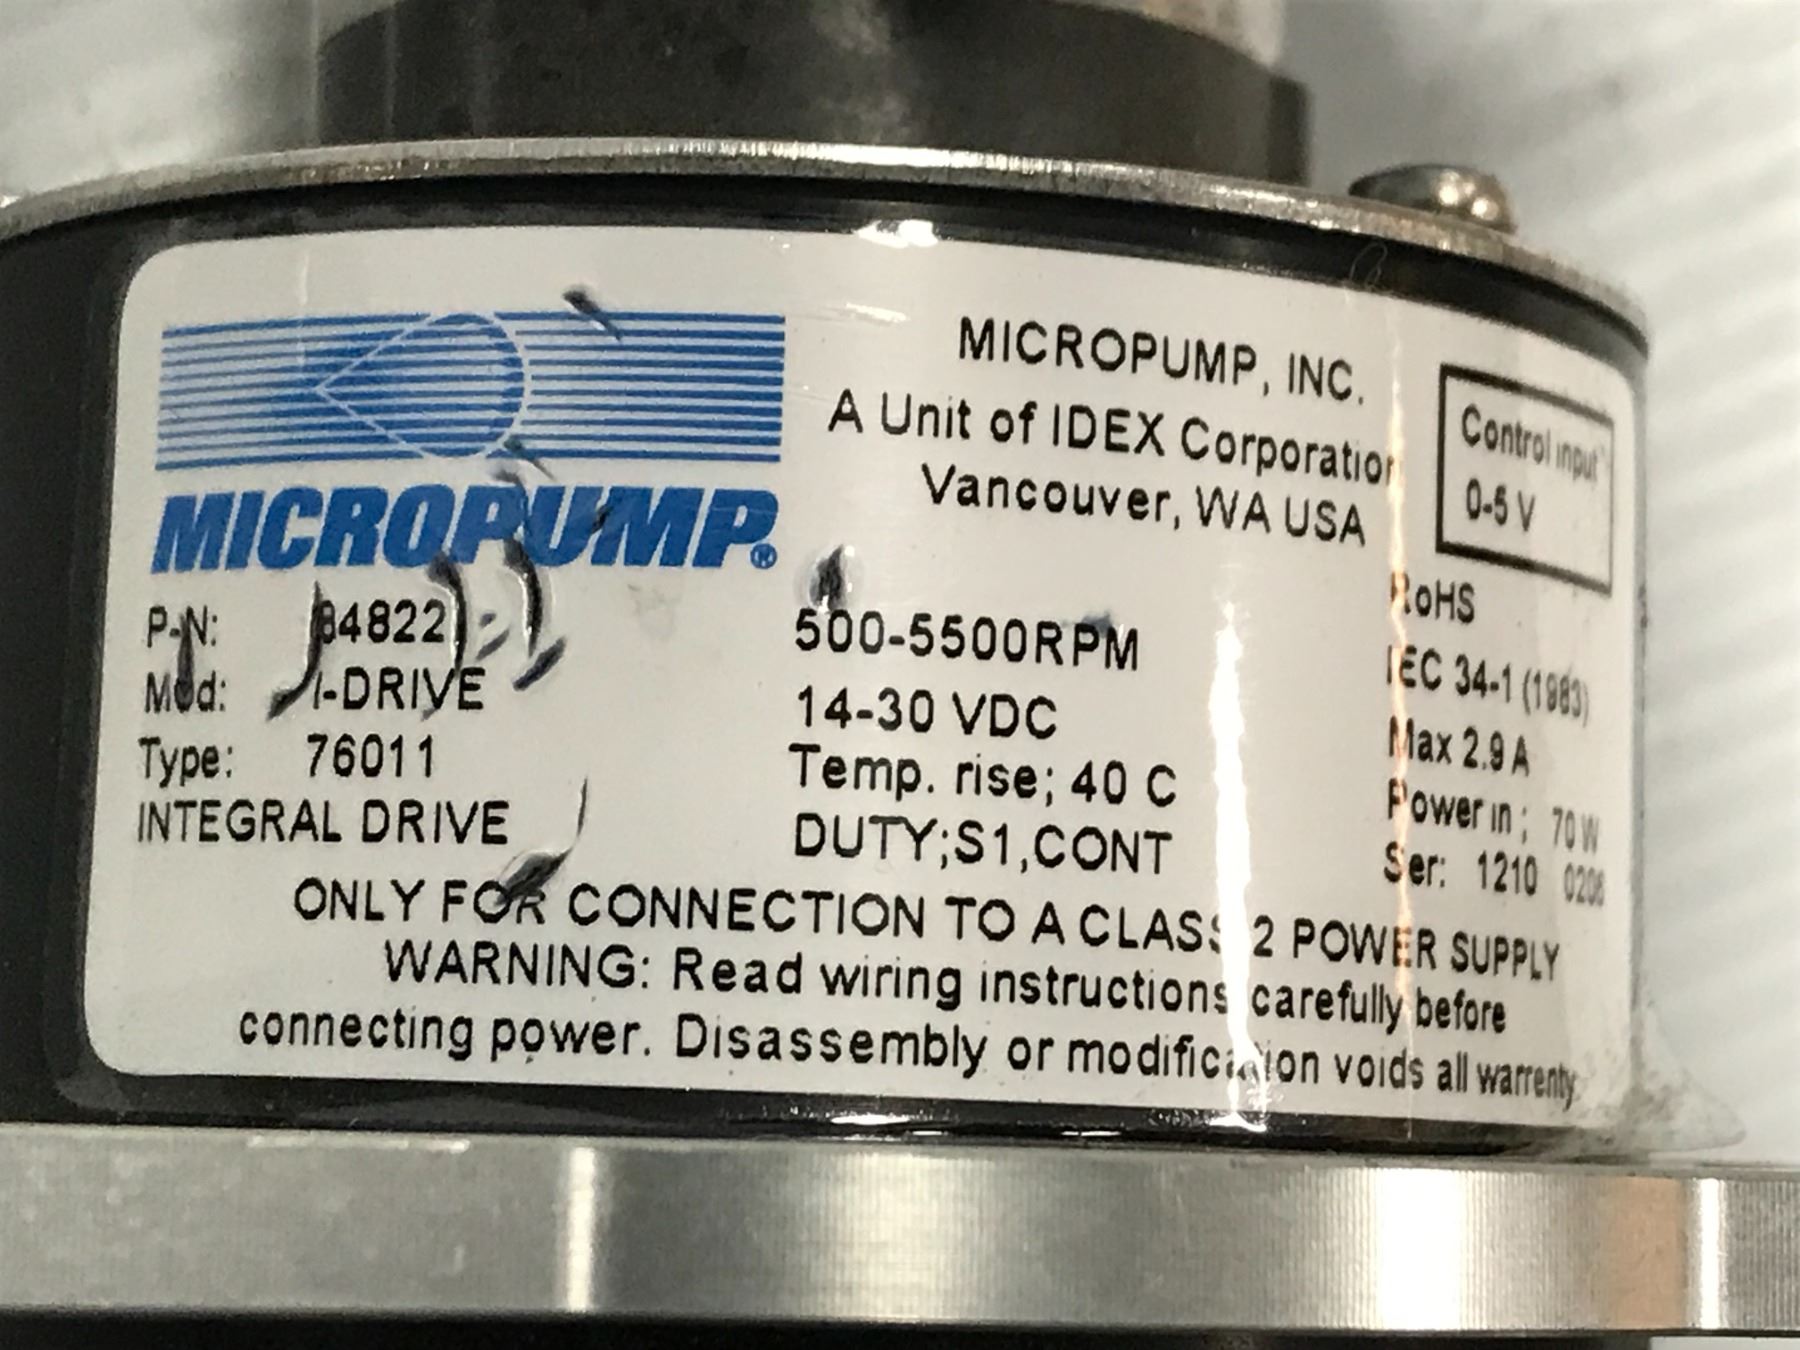 MICROPUMP®
P-N: 84822
Mod: I-DRIVE
Type: 76011
INTEGRAL DRIVE
MICROPUMP, INC.
A Unit of IDEX Corporation
Vancouver, WA USA
500-5500RPM
14-30 VDC
Temp. rise; 40 C
DUTY;S1,CONT
Control input
0-5 V
RoHS
IEC 34-1 (1983)
Max 2.9 A
Power in; 70 W
Ser: 1210
ONLY FOR CONNECTION TO A CLASS 2 POWER SUPPLY
WARNING: Read wiring instructions carefully before
connecting power. Disassembly or modification voids all warrenty.